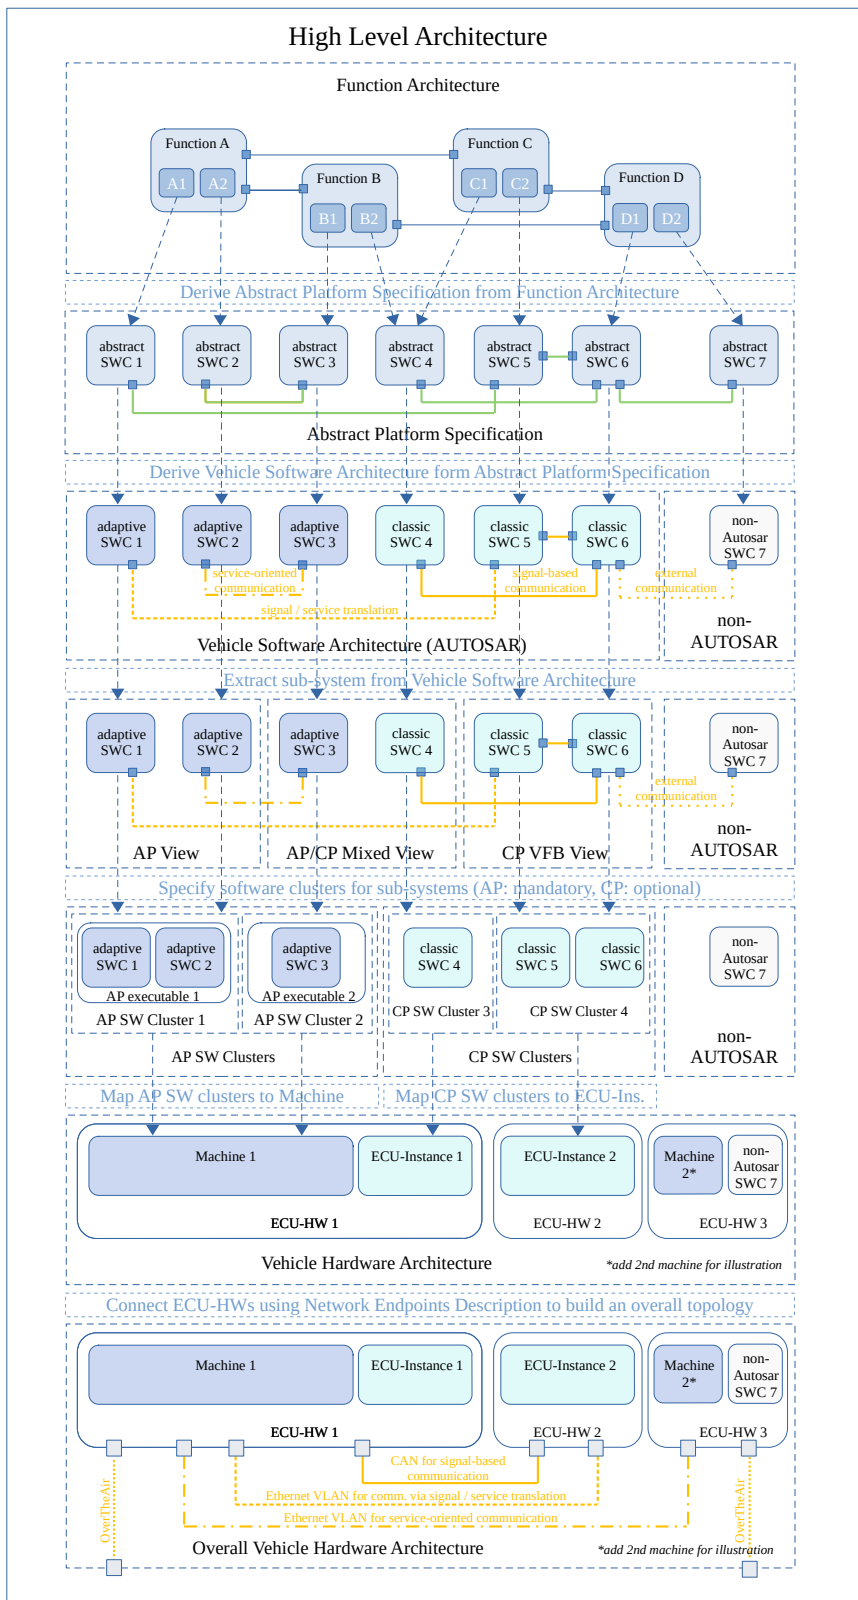 High Level Architecture
Function Architecture
Function A
A1
A2
Function B
B1
B2
Function C
C1
C2
Function D
D1
D2
Derive Abstract Platform Specification from Function Architecture
abstract
SWC 1
abstract
SWC 2
abstract
SWC 3
abstract
SWC 4
abstract
SWC 5
abstract
SWC 6
abstract
SWC 7
Abstract Platform Specification
Derive Vehicle Software Architecture form Abstract Platform Specification
adaptive
SWC 1
adaptive
SWC 2
adaptive
SWC 3
classic
SWC 4
classic
SWC 5
classic
SWC 6
non-
Autosar
SWC 7
service-oriented
communication
signal-based
communication
external
communication
signal / service translation
Vehicle Software Architecture (AUTOSAR)
non-
AUTOSAR
Extract sub-system from Vehicle Software Architecture
adaptive
SWC 1
adaptive
SWC 2
adaptive
SWC 3
classic
SWC 4
classic
SWC 5
classic
SWC 6
non-
Autosar
SWC 7
external
communication
AP View
AP/CP Mixed View
CP VFB View
non-
AUTOSAR
Specify software clusters for sub-systems (AP: mandatory, CP: optional)
adaptive
SWC 1
adaptive
SWC 2
AP executable 1
AP SW Cluster 1
adaptive
SWC 3
AP executable 2
AP SW Cluster 2
AP SW Clusters
classic
SWC 4
CP SW Cluster 3
classic
SWC 5
classic
SWC 6
CP SW Cluster 4
CP SW Clusters
non-
Autosar
SWC 7
non-
AUTOSAR
Map AP SW clusters to Machine
Map CP SW clusters to ECU-Ins.
Machine 1
ECU-Instance 1
ECU-HW 1
ECU-Instance 2
ECU-HW 2
Machine
2*
non-
Autosar
SWC 7
ECU-HW 3
Vehicle Hardware Architecture
*add 2nd machine for illustration
Connect ECU-HWs using Network Endpoints Description to build an overall topology
Machine 1
ECU-Instance 1
ECU-HW 1
ECU-Instance 2
ECU-HW 2
Machine
2*
non-
Autosar
SWC 7
ECU-HW 3
CAN for signal-based
communication
Ethernet VLAN for comm. via signal / service translation
Ethernet VLAN for service-oriented communication
OverTheAir
OverTheAir
Overall Vehicle Hardware Architecture
*add 2nd machine for illustration